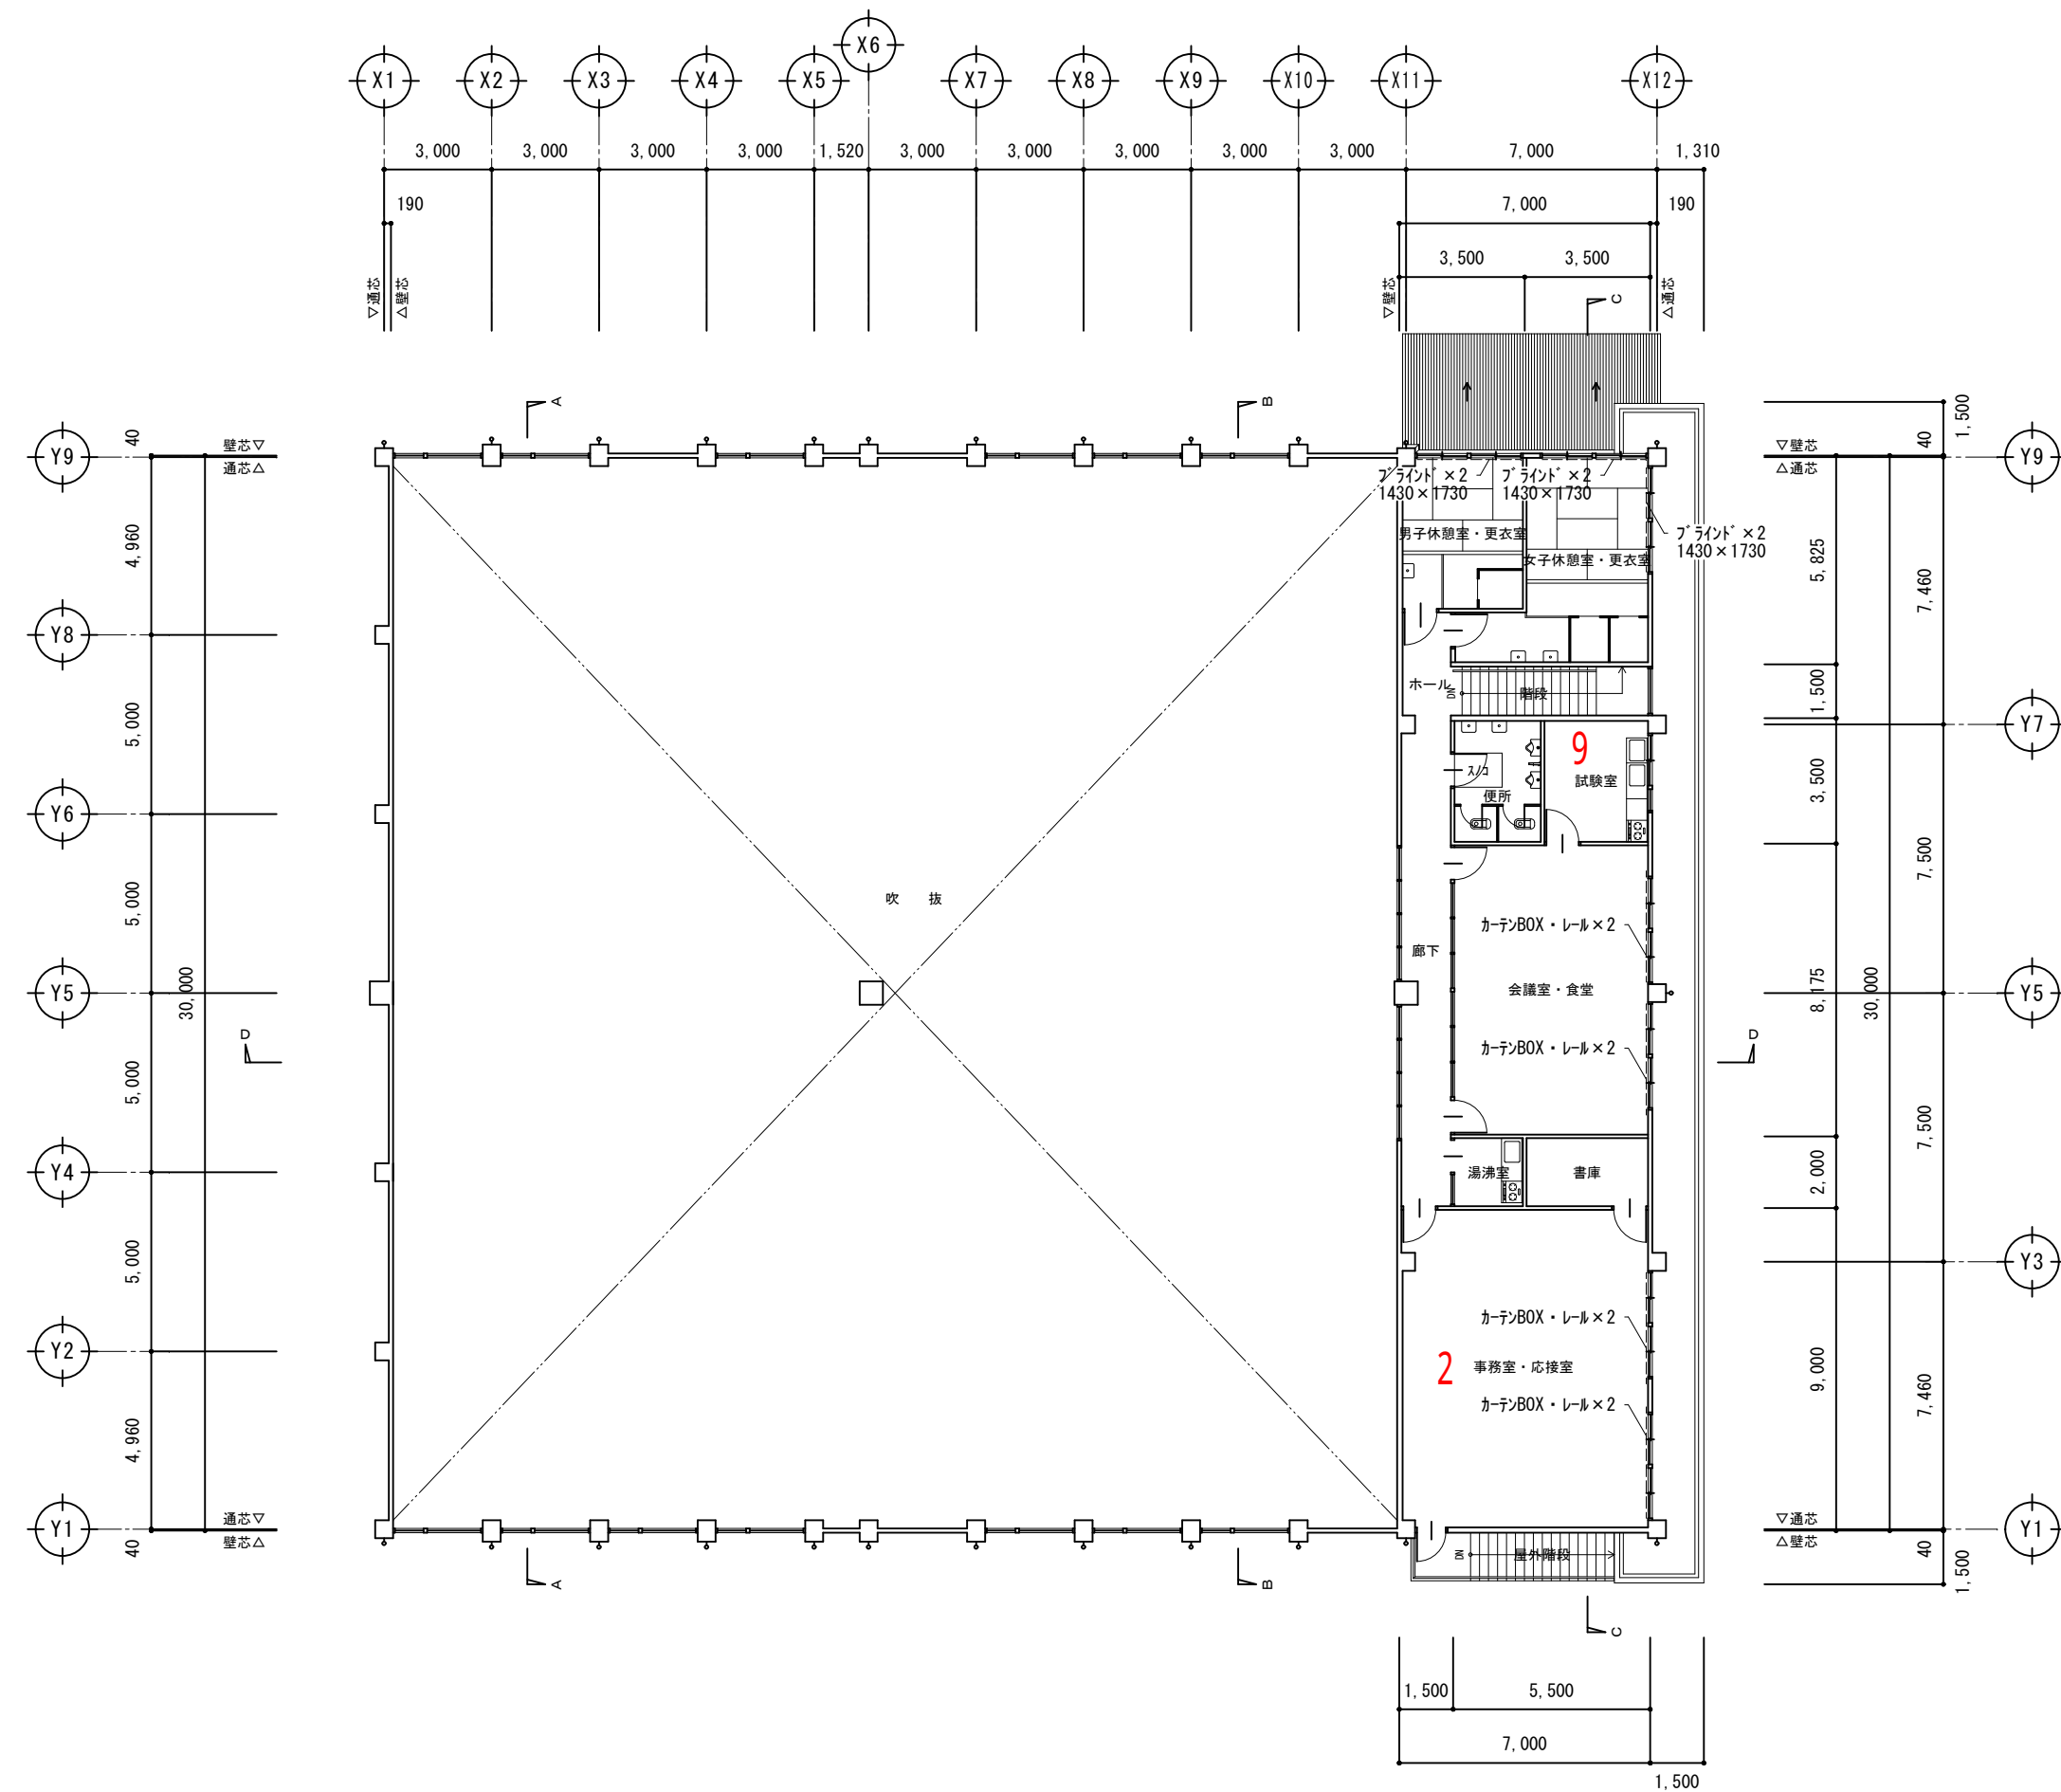 X6
X1 X2 X3 X4 X5 X7 X8 X9 X10 X11 X12
3,000 3,000 3,000 3,000 1,520 3,000 3,000 3,000 3,000 3,000 7,000 1,310
190 7,000 190
3,500 3,500
▽通芯
△壁芯
▽壁芯
△通芯
C
A B
1,500
Y9 40 壁芯▽
通芯△
▽壁芯 40 Y9
△通芯
ブラインド×2 ブラインド×2
1430×1730 1430×1730
男子休憩室・更衣室
ブラインド×2
1430×1730
女子休憩室・更衣室
4,960
5,825
7,460
Y8
ホール DN 階段
1,500
5,000
Y7
9
試験室
スノコ
便所
3,500
Y6
7,500
5,000
吹 抜
カーテンBOX・レール×2
廊下
Y5 30,000
会議室・食堂
8,175 30,000 Y5
D D
カーテンBOX・レール×2
5,000
7,500
Y4
湯沸室 書庫
2,000
5,000
Y3
カーテンBOX・レール×2
Y2
2 事務室・応接室
9,000
カーテンBOX・レール×2
7,460
4,960
Y1 通芯▽
壁芯△
40
▽通芯 Y1
△壁芯
40
DN 屋外階段
1,500
A B
C
1,500 5,500
7,000
1,500